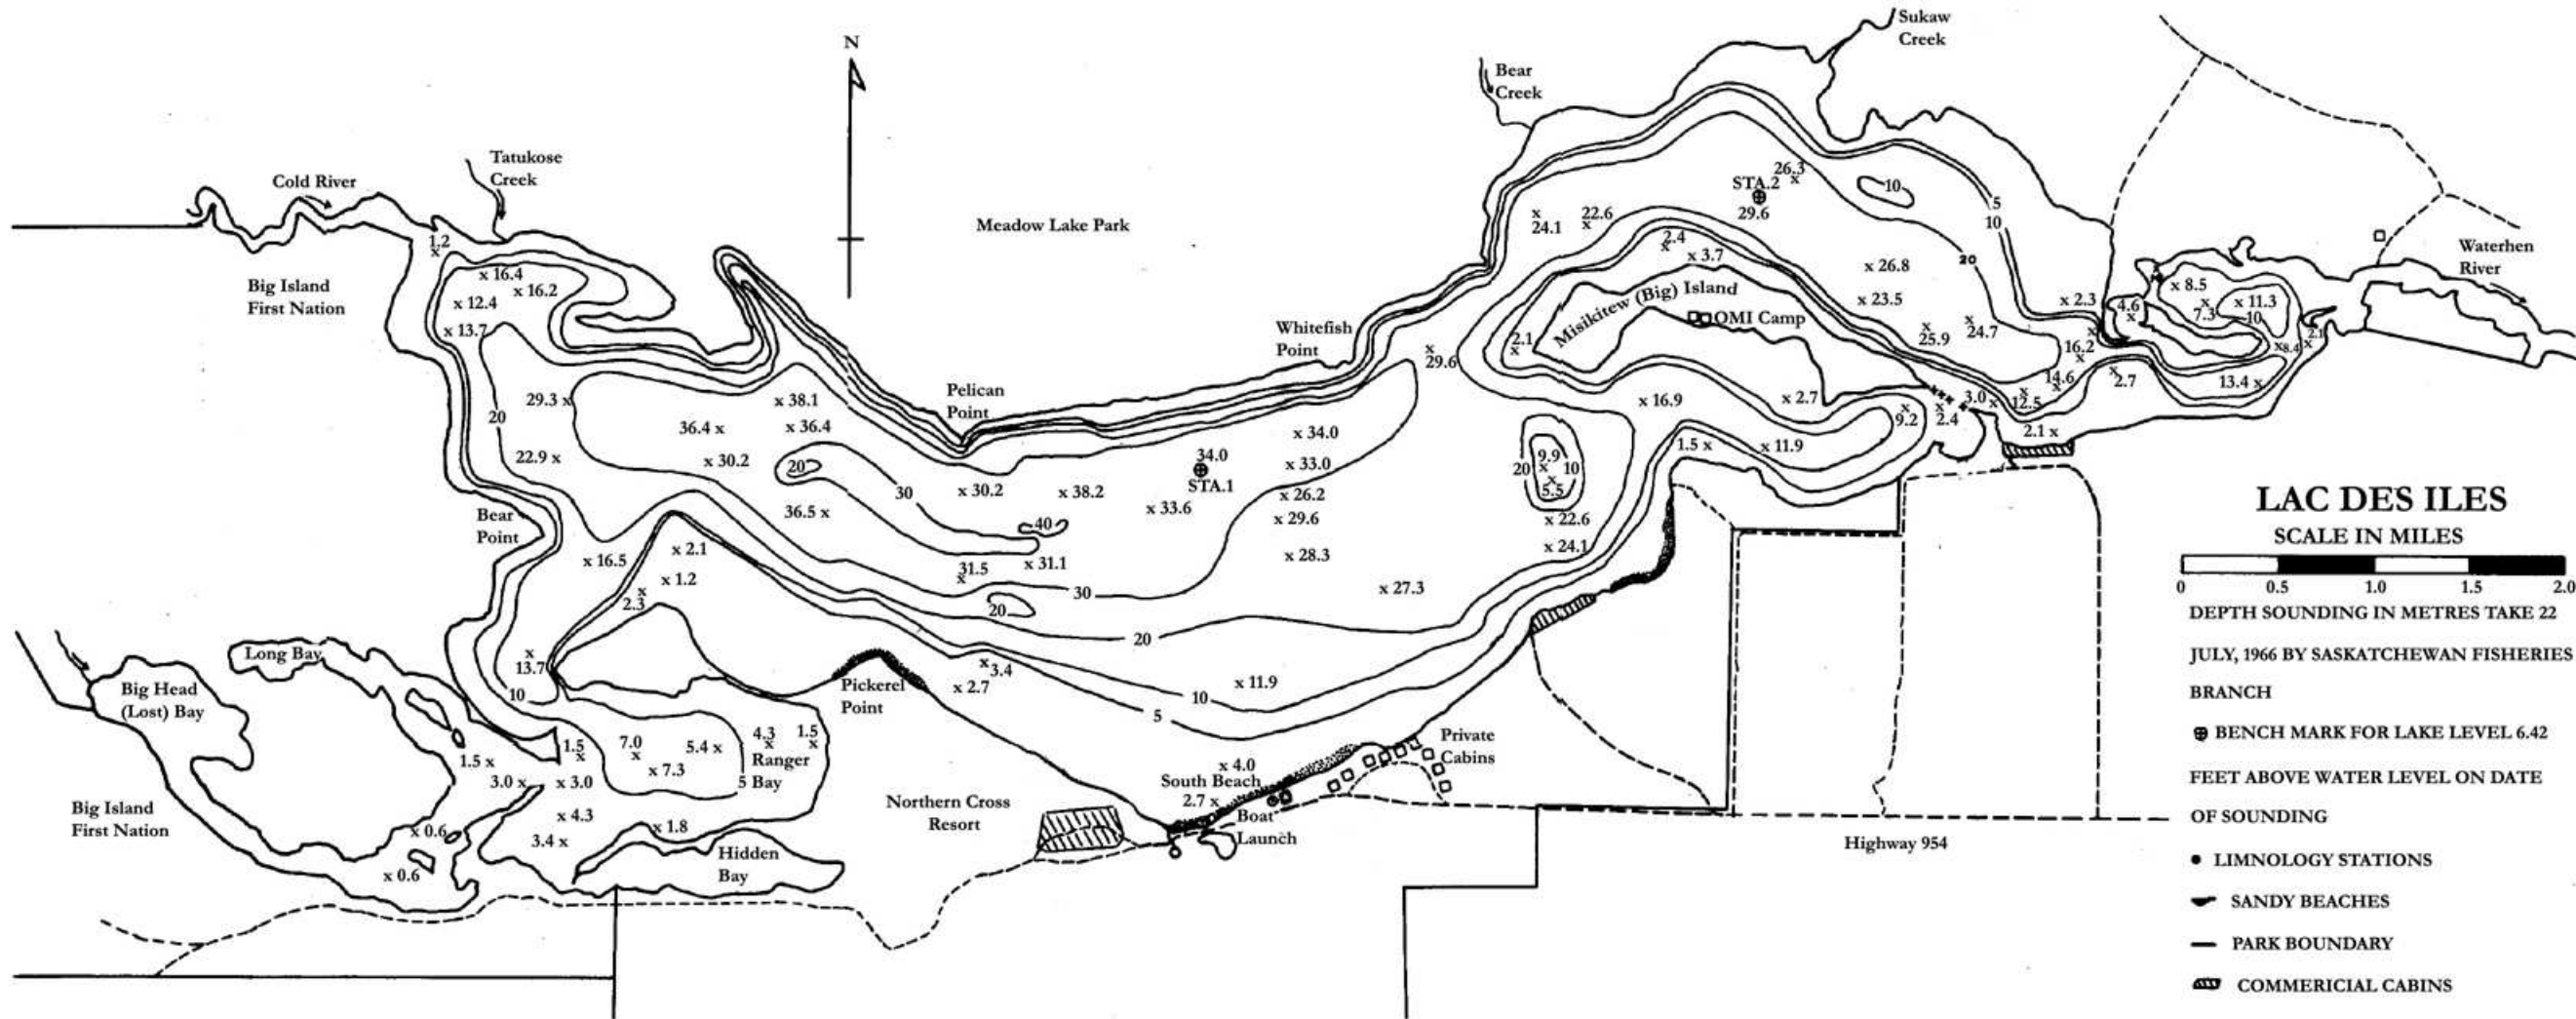 N
Sukaw
Creek
Bear
Creek
Tatukose
Creek
Cold River
Meadow Lake Park
Big Island
First Nation
Waterhen
River
1.2
x 16.4
x 16.2
x 12.4
x 13.7
20
29.3 x
22.9 x
36.4 x
x 38.1
x 36.4
x 30.2
20
36.5 x
30
x 30.2
40
x 38.2
34.0
STA.1
x 33.6
x 34.0
x 33.0
x 26.2
x 29.6
x 28.3
x 27.3
31.5
x
x 31.1
30
20
20
Pelican
Point
Whitefish
Point
x
29.6
x
24.1
22.6
x
STA.2
29.6
26.3
x
10
5
10
20
2.4
x
x 3.7
Misikitew (Big) Island
OMI Camp
2.1
x
x 26.8
x 23.5
x
25.9
x
24.7
x 2.3
16.2
x
14.6
x
12.5
3.0 x
x
2.4
x
9.2
x 2.7
x 16.9
x 11.9
1.5 x
2.1 x
x
2.7
4.6
x
x 8.5
x
7.3
x 11.3
10
x8.4
2.1
x
13.4 x
9.9
x
20
10
x
5.5
x 22.6
x 24.1
Bear
Point
x 16.5
x 2.1
x 1.2
x
2.3
x
13.7
10
Long Bay
Big Head
(Lost) Bay
Big Island
First Nation
1.5 x
3.0 x
x 3.0
1.5
x
7.0
x
5.4 x
x 7.3
4.3
x
1.5
x
Ranger
5 Bay
x 4.3
3.4 x
x 1.8
x 0.6
x 0.6
Hidden
Bay
Pickerel
Point
x
3.4
x 2.7
x 11.9
10
5
x 4.0
South Beach
2.7 x
Boat
Launch
Private
Cabins
Northern Cross
Resort
Highway 954
LAC DES ILES
SCALE IN MILES
0 0.5 1.0 1.5 2.0
DEPTH SOUNDING IN METRES TAKE 22
JULY, 1966 BY SASKATCHEWAN FISHERIES
BRANCH
BENCH MARK FOR LAKE LEVEL 6.42
FEET ABOVE WATER LEVEL ON DATE
OF SOUNDING
LIMNOLOGY STATIONS
SANDY BEACHES
PARK BOUNDARY
COMMERICIAL CABINS